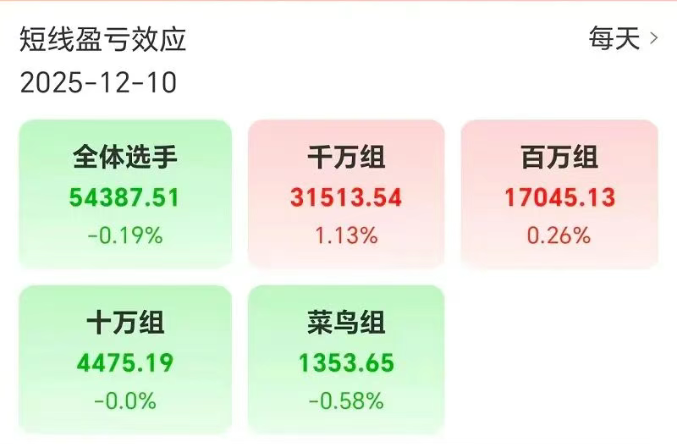 短线盈亏效应
每天
2025-12-10
全体选手
54387.51
-0.19%
千万组
31513.54
1.13%
百万组
17045.13
0.26%
十万组
4475.19
-0.0%
菜鸟组
1353.65
-0.58%